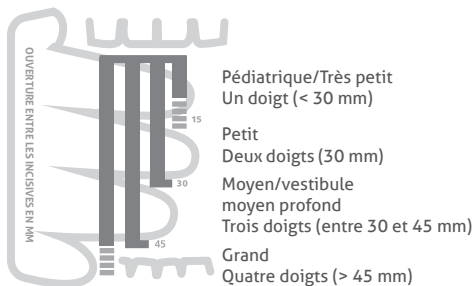 OUVERTURE ENTRE LES INCISIVES EN MM
Pédiatrique/Très petit
Un doigt (< 30 mm)
15
Petit
Deux doigts (30 mm)
Moyen/vestibule
30
moyen profond
Trois doigts (entre 30 et 45 mm)
45
Grand
Quatre doigts (> 45 mm)